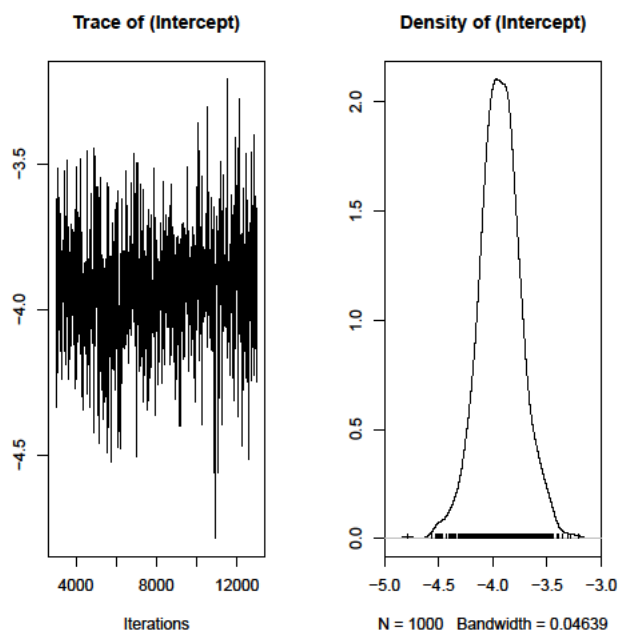 Trace of (Intercept)
−3.5
−4.0
−4.5
4000 8000 12000
Iterations
Density of (Intercept)
2.0
1.5
1.0
0.5
0.0
−5.0 −4.5 −4.0 −3.5 −3.0
N = 1000 Bandwidth = 0.04639